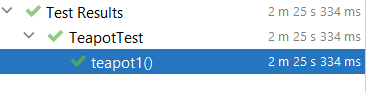 Test Results 2 m 25 s 334 ms
TeapotTest 2 m 25 s 334 ms
teapot1() 2 m 25 s 334 ms